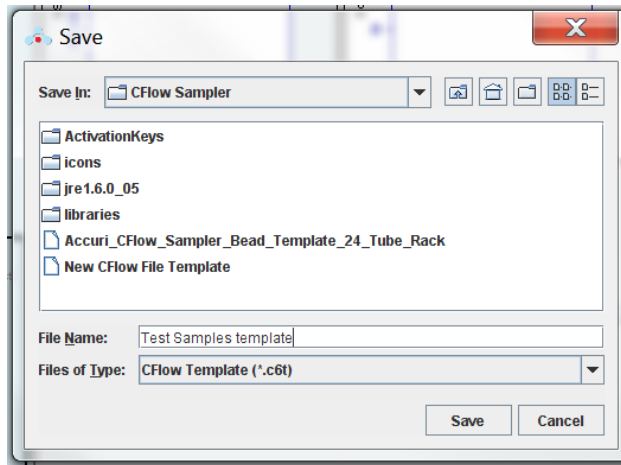 Save
Save In: CFlow Sampler
ActivationKeys
icons
jre1.6.0_05
libraries
Accuri_CFlow_Sampler_Bead_Template_24_Tube_Rack
New CFlow File Template
File Name: Test Samples template
Files of Type: CFlow Template (*.c6t)
Save Cancel